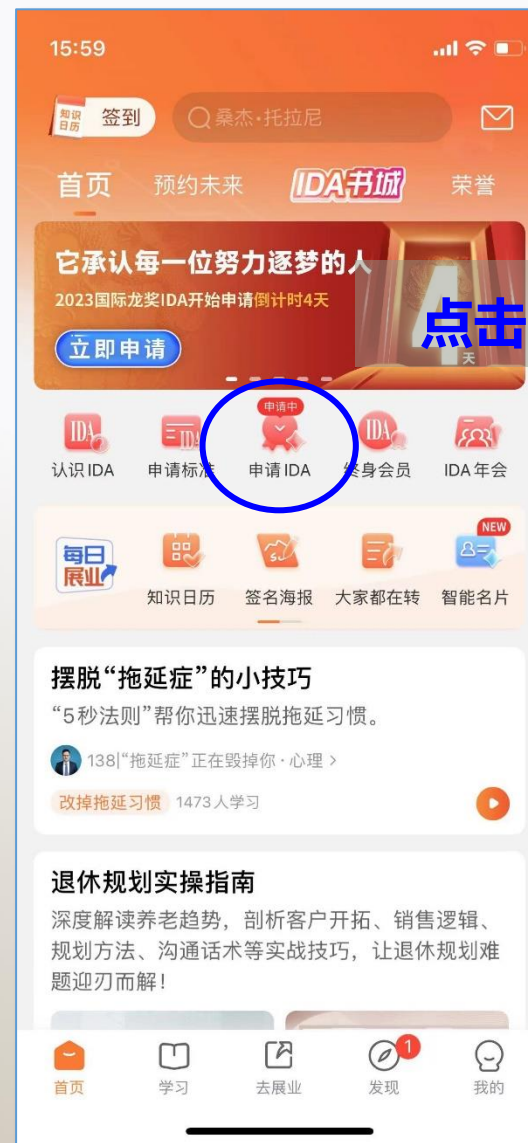 15:59
知识日历 签到
桑杰·托拉尼
首页 预约未来 IDA书城 荣誉
它承认每一位努力逐梦的人
2023国际龙奖IDA开始申请倒计时4天
立即申请
4天
点击
申请中
认识IDA 申请标准 申请IDA 终身会员 IDA年会
每日展业
NEW
知识日历 签名海报 大家都在转 智能名片
摆脱“拖延症”的小技巧
“5秒法则”帮你迅速摆脱拖延习惯。
138|“拖延症”正在毁掉你·心理 >
改掉拖延习惯 1473人学习
退休规划实操指南
深度解读养老趋势，剖析客户开拓、销售逻辑、
规划方法、沟通话术等实战技巧，让退休规划难
题迎刃而解！
1
首页 学习 去展业 发现 我的